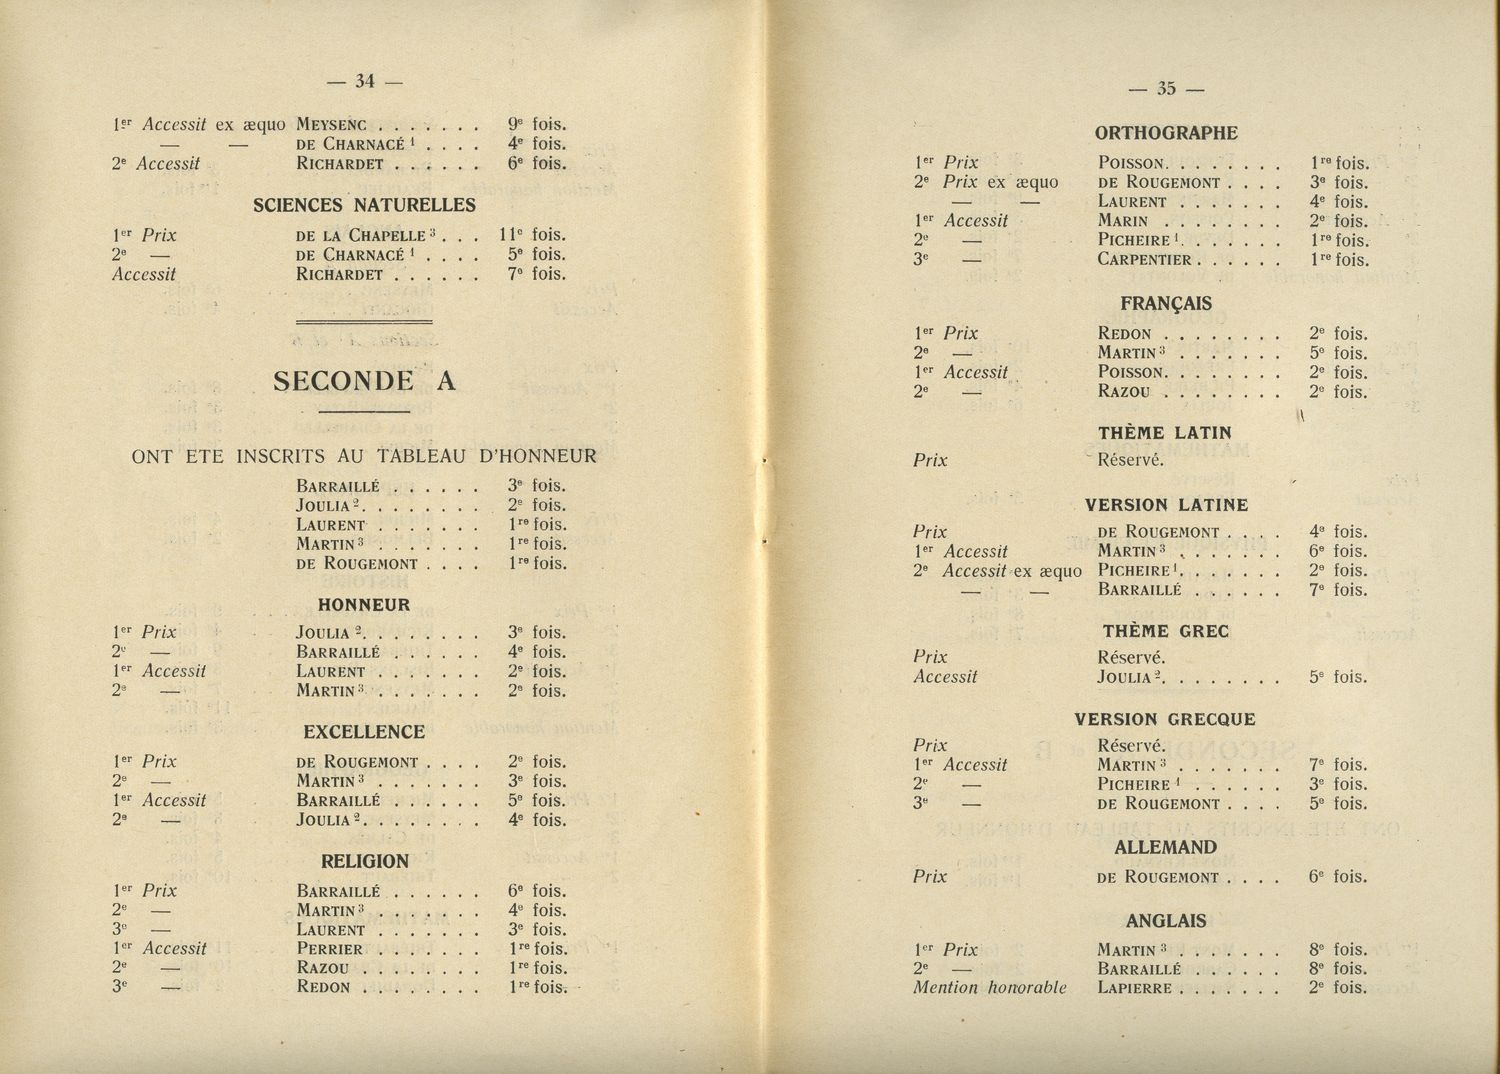 — 34 —
1er Accessit ex æquo MEYSENC . . . . . . . 9e fois.
— — DE CHARNACÉ 1 . . . . 4e fois.
2e Accessit RICHARDET . . . . . . 6e fois.
SCIENCES NATURELLES
1er Prix DE LA CHAPELLE 3 . . . 11e fois.
2e — DE CHARNACÉ 1 . . . . 5e fois.
Accessit RICHARDET . . . . . . 7e fois.
SECONDE A
ONT ETE INSCRITS AU TABLEAU D'HONNEUR
BARRAILLÉ . . . . . . 3e fois.
JOULIA 2 . . . . . . . . 2e fois.
LAURENT . . . . . . . 1re fois.
MARTIN 3 . . . . . . . 1re fois.
DE ROUGEMONT . . . . 1re fois.
HONNEUR
1er Prix JOULIA 2 . . . . . . . . 3e fois.
2e — BARRAILLÉ . . . . . . 4e fois.
1er Accessit LAURENT . . . . . . . 2e fois.
2e — MARTIN 3 . . . . . . . 2e fois.
EXCELLENCE
1er Prix DE ROUGEMONT . . . . 2e fois.
2e — MARTIN 3 . . . . . . . 3e fois.
1er Accessit BARRAILLÉ . . . . . . 5e fois.
2e — JOULIA 2 . . . . . . . . 4e fois.
RELIGION
1er Prix BARRAILLÉ . . . . . . 6e fois.
2e — MARTIN 3 . . . . . . . 4e fois.
3e — LAURENT . . . . . . . 3e fois.
1er Accessit PERRIER . . . . . . . 1re fois.
2e — RAZOU . . . . . . . . 1re fois.
3e — REDON . . . . . . . . 1re fois.
— 35 —
ORTHOGRAPHE
1er Prix POISSON . . . . . . . . 1re fois.
2e Prix ex æquo DE ROUGEMONT . . . . 3e fois.
— — LAURENT . . . . . . . 4e fois.
1er Accessit MARIN . . . . . . . . 2e fois.
2e — PICHEIRE 1 . . . . . . . 1re fois.
3e — CARPENTIER . . . . . . 1re fois.
FRANÇAIS
1er Prix REDON . . . . . . . . 2e fois.
2e — MARTIN 3 . . . . . . . 5e fois.
1er Accessit POISSON . . . . . . . . 2e fois.
2e — RAZOU . . . . . . . . 2e fois.
THÈME LATIN
Prix Réservé.
VERSION LATINE
Prix DE ROUGEMONT . . . . 4e fois.
1er Accessit MARTIN 3 . . . . . . . 6e fois.
2e Accessit ex æquo PICHEIRE 1 . . . . . . . 2e fois.
— — BARRAILLÉ . . . . . . 7e fois.
THÈME GREC
Prix Réservé.
Accessit JOULIA 2 . . . . . . . . 5e fois.
VERSION GRECQUE
Prix Réservé.
1er Accessit MARTIN 3 . . . . . . . 7e fois.
2e — PICHEIRE 1 . . . . . . 3e fois.
3e — DE ROUGEMONT . . . . 5e fois.
ALLEMAND
Prix DE ROUGEMONT . . . . 6e fois.
ANGLAIS
1er Prix MARTIN 3 . . . . . . . 8e fois.
2e — BARRAILLÉ . . . . . . 8e fois.
Mention honorable LAPIERRE . . . . . . . 2e fois.